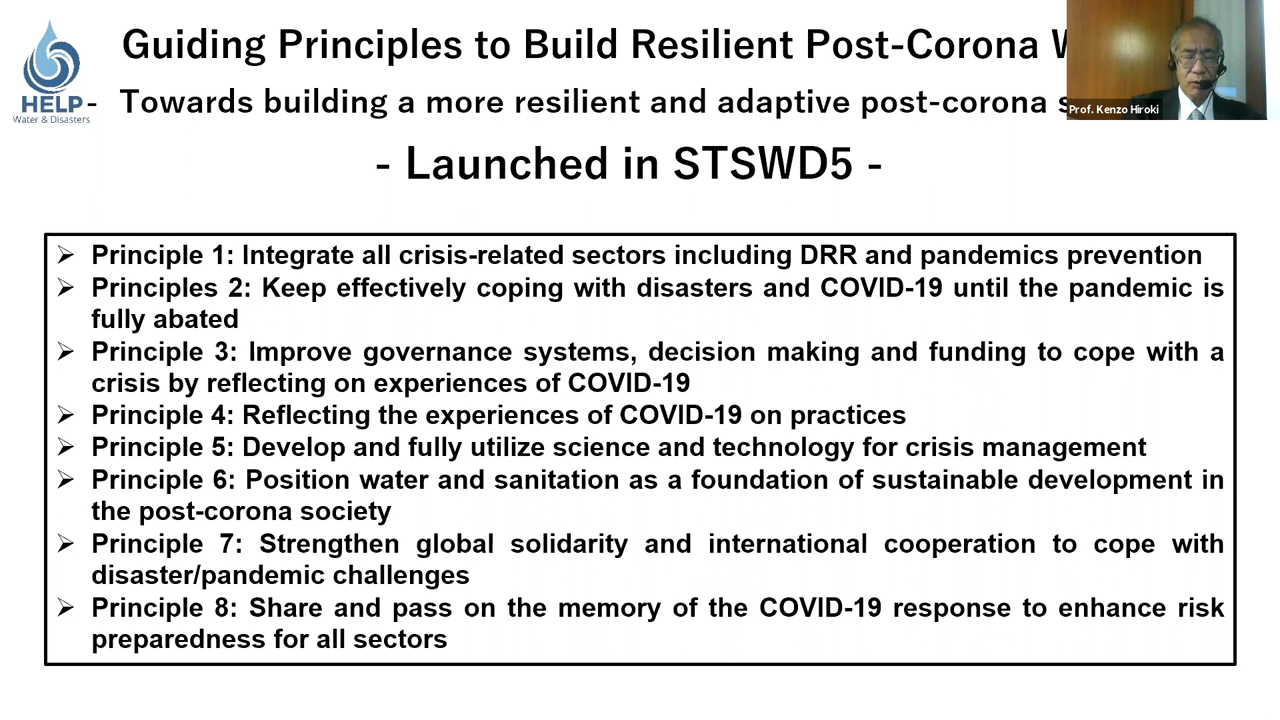 Guiding Principles to Build Resilient Post-Corona
HELP
Water & Disasters
- Towards building a more resilient and adaptive post-corona
Prof. Kenzo Hiroki
- Launched in STSWD5 -
➢ Principle 1: Integrate all crisis-related sectors including DRR and pandemics prevention
➢ Principles 2: Keep effectively coping with disasters and COVID-19 until the pandemic is
fully abated
➢ Principle 3: Improve governance systems, decision making and funding to cope with a
crisis by reflecting on experiences of COVID-19
➢ Principle 4: Reflecting the experiences of COVID-19 on practices
➢ Principle 5: Develop and fully utilize science and technology for crisis management
➢ Principle 6: Position water and sanitation as a foundation of sustainable development in
the post-corona society
➢ Principle 7: Strengthen global solidarity and international cooperation to cope with
disaster/pandemic challenges
➢ Principle 8: Share and pass on the memory of the COVID-19 response to enhance risk
preparedness for all sectors